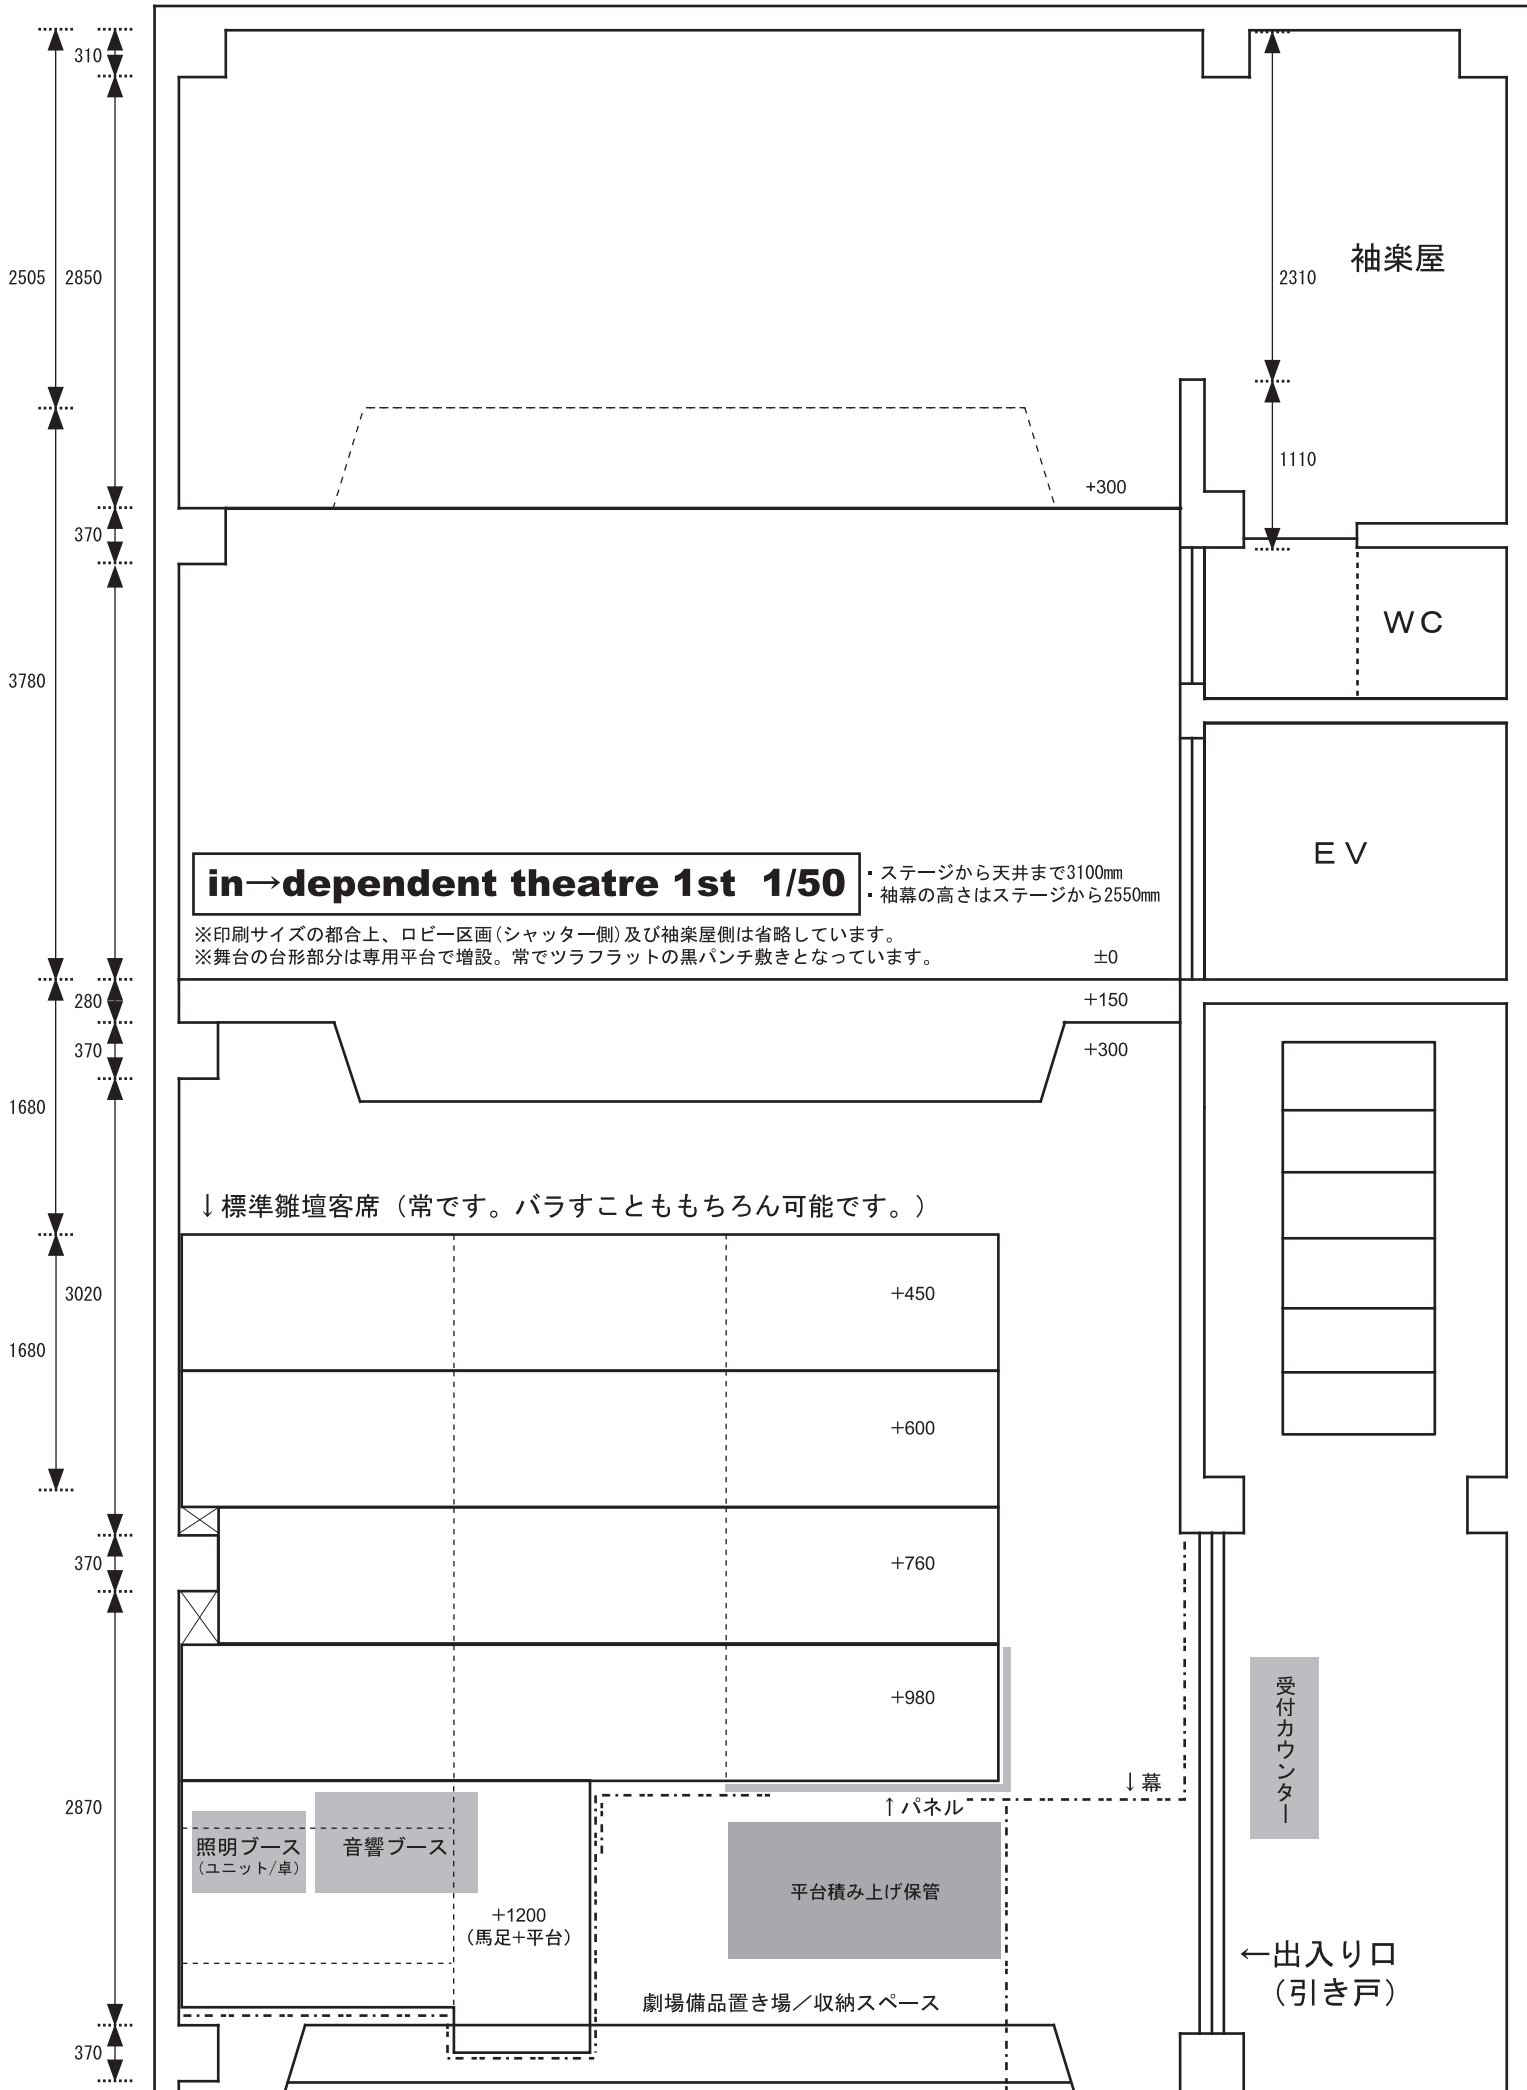 310
2505
2850
2310
袖楽屋
1110
+300
370
WC
3780
EV
in→dependent theatre 1st 1/50
・ステージから天井まで3100mm
・袖幕の高さはステージから2550mm
※印刷サイズの都合上、ロビー区画(シャッター側)及び袖楽屋側は省略しています。
※舞台の台形部分は専用平台で増設。常でツラフラットの黒パンチ敷きとなっています。
±0
280
+150
370
+300
1680
↓標準雛壇客席（常です。バラすことももちろん可能です。）
3020
+450
1680
+600
370
+760
+980
受付カウンター
2870
↓幕
↑パネル
照明ブース
(ユニット/卓)
音響ブース
平台積み上げ保管
+1200
(馬足+平台)
←出入り口
(引き戸)
劇場備品置き場／収納スペース
370